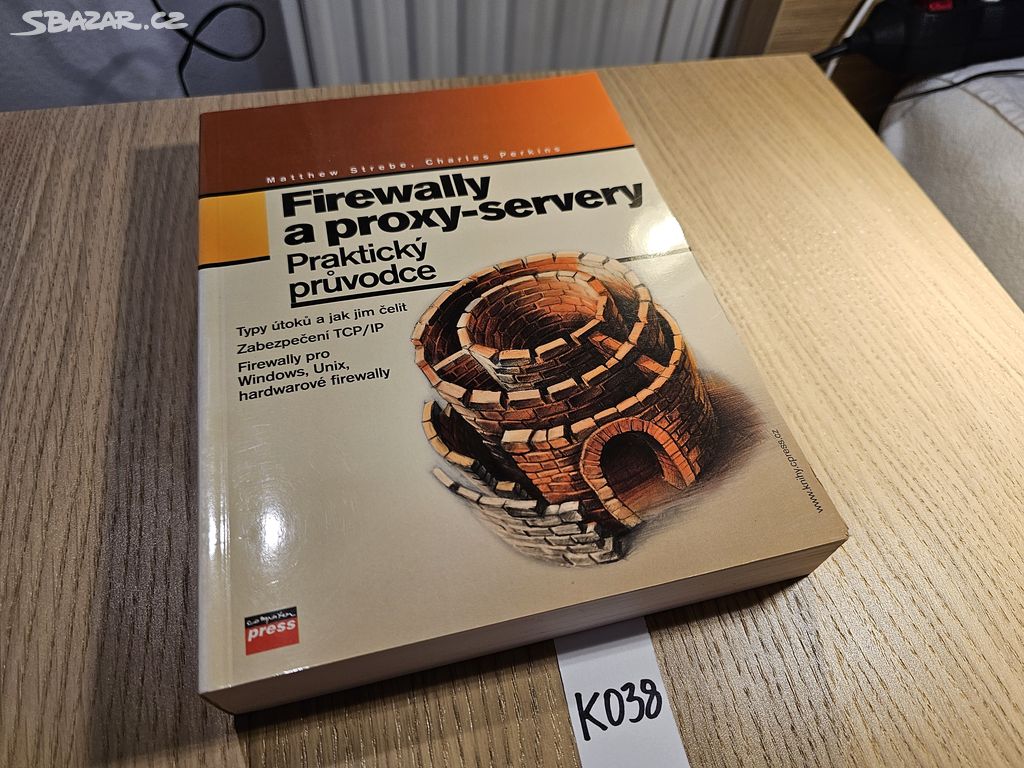 SBAZAR.CZ
Matthew Strebe, Charles Perkins
Firewally
a proxy-servery
Praktický
průvodce
Typy útoků a jak jim čelit
Zabezpečení TCP/IP
Firewally pro
Windows, Unix,
hardwarové firewally
www.knihy.cpress.cz
computer
press
K038